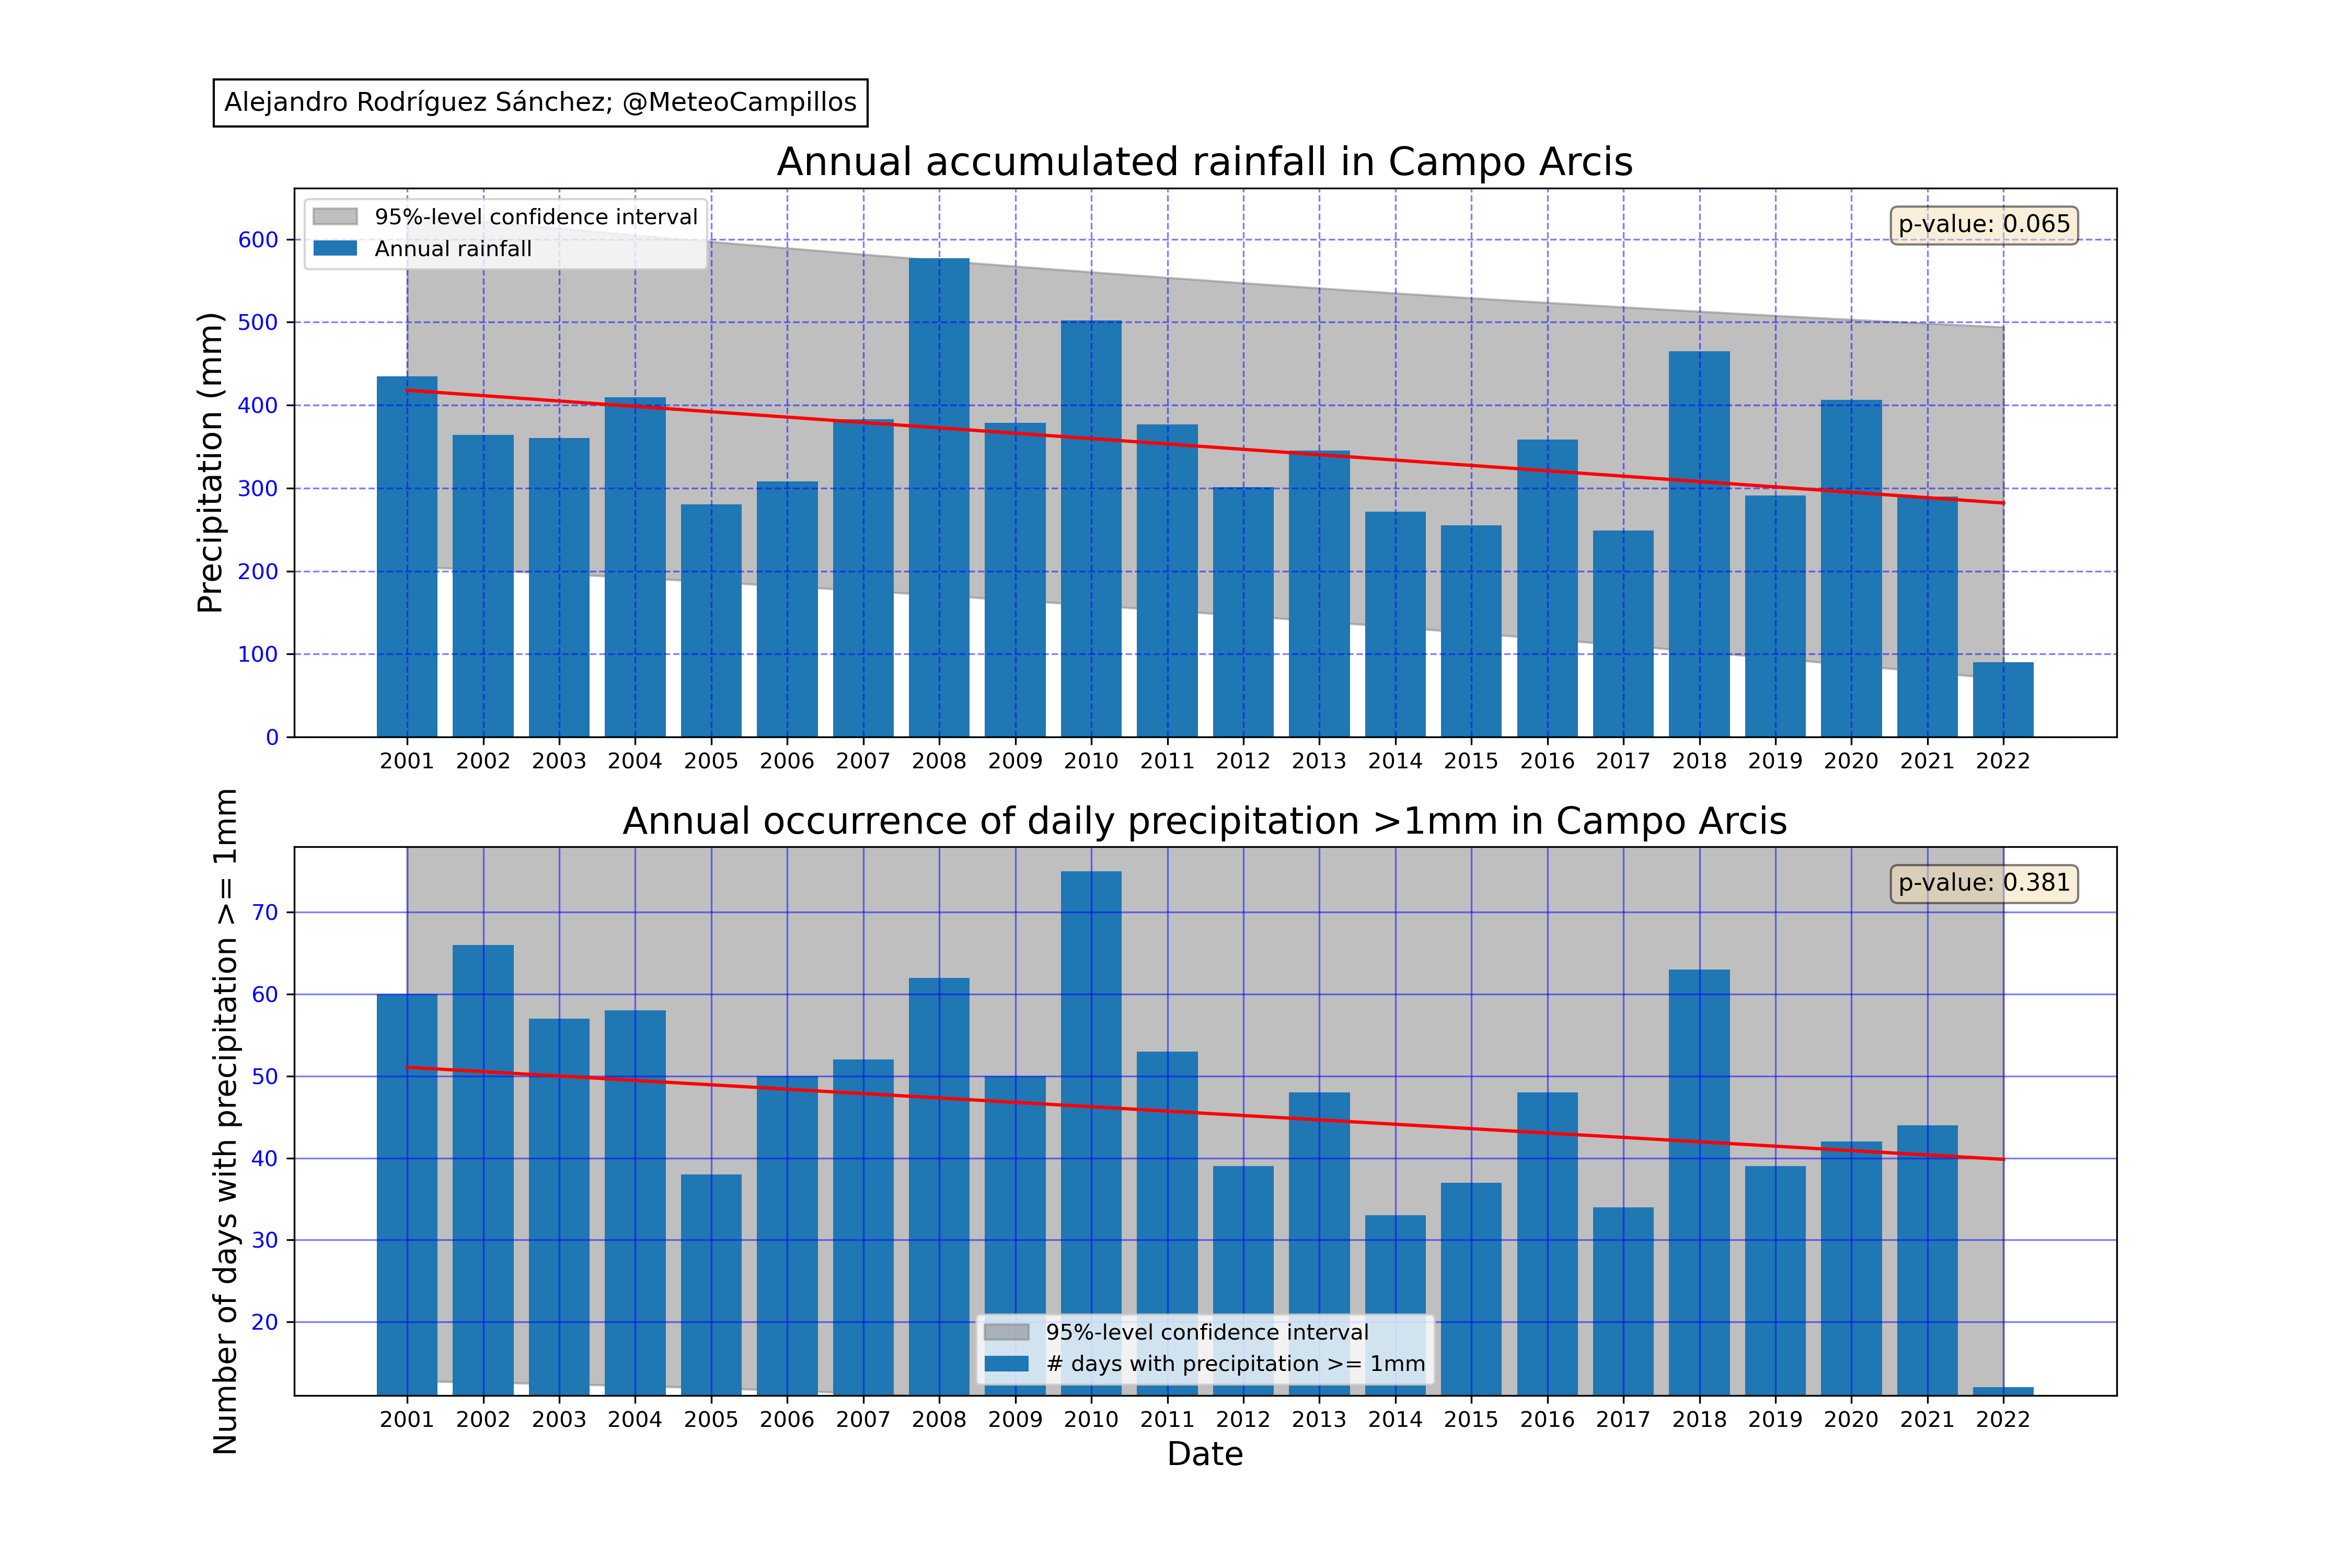 Alejandro Rodríguez Sánchez; @MeteoCampillos
Annual accumulated rainfall in Campo Arcis
95%-level confidence interval
Annual rainfall
p-value: 0.065
Precipitation (mm)
600
500
400
300
200
100
0
2001 2002 2003 2004 2005 2006 2007 2008 2009 2010 2011 2012 2013 2014 2015 2016 2017 2018 2019 2020 2021 2022
Annual occurrence of daily precipitation >1mm in Campo Arcis
p-value: 0.381
Number of days with precipitation >= 1mm
70
60
50
40
30
20
95%-level confidence interval
# days with precipitation >= 1mm
2001 2002 2003 2004 2005 2006 2007 2008 2009 2010 2011 2012 2013 2014 2015 2016 2017 2018 2019 2020 2021 2022
Date